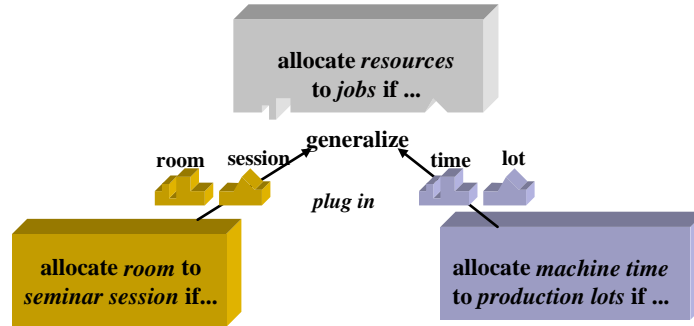 allocate resources
to jobs if ...
generalize
room session time lot
plug in
allocate room to
seminar session if...
allocate machine time
to production lots if ...